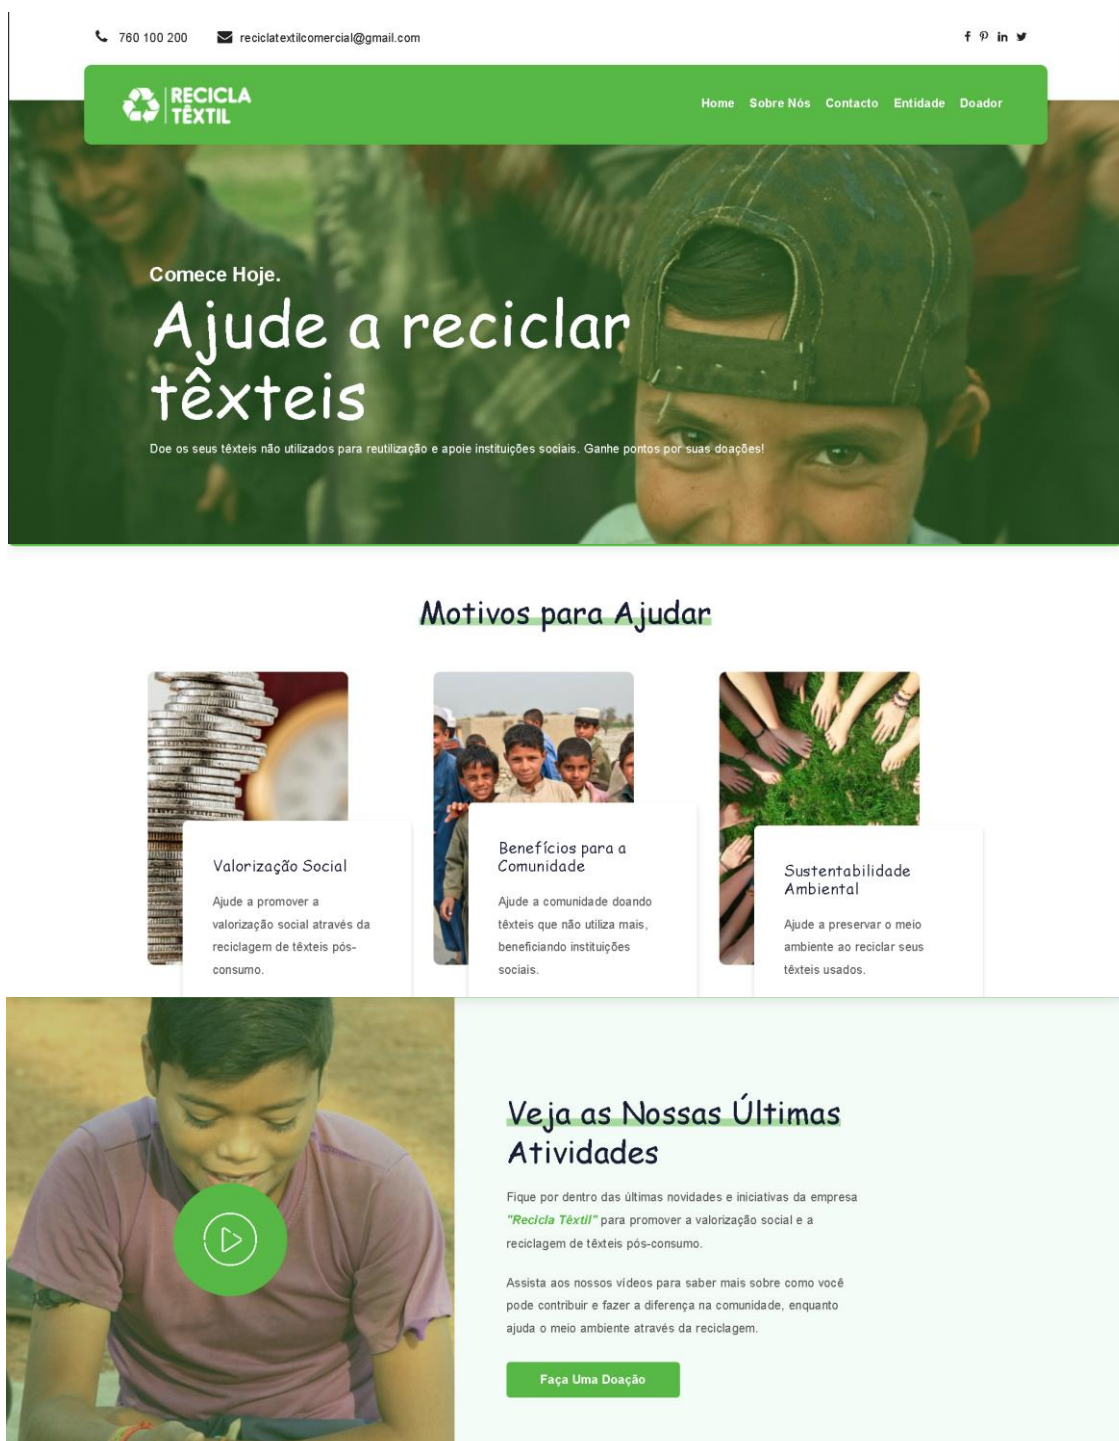 760 100 200
reciclatextilcomercial@gmail.com
RECICLA
TÊXTIL
Home Sobre Nós Contacto Entidade Doador
Comece Hoje.
Ajude a reciclar
têxteis
Doe os seus têxteis não utilizados para reutilização e apoie instituições sociais. Ganhe pontos por suas doações!
Motivos para Ajudar
Valorização Social
Ajude a promover a
valorização social através da
reciclagem de têxteis pós-
consumo.
Benefícios para a
Comunidade
Ajude a comunidade doando
têxteis que não utiliza mais,
beneficiando instituições
sociais.
Sustentabilidade
Ambiental
Ajude a preservar o meio
ambiente ao reciclar seus
têxteis usados.
Veja as Nossas Últimas
Atividades
Fique por dentro das últimas novidades e iniciativas da empresa
"Recicla Têxtil" para promover a valorização social e a
reciclagem de têxteis pós-consumo.
Assista aos nossos vídeos para saber mais sobre como você
pode contribuir e fazer a diferença na comunidade, enquanto
ajuda o meio ambiente através da reciclagem.
Faça Uma Doação